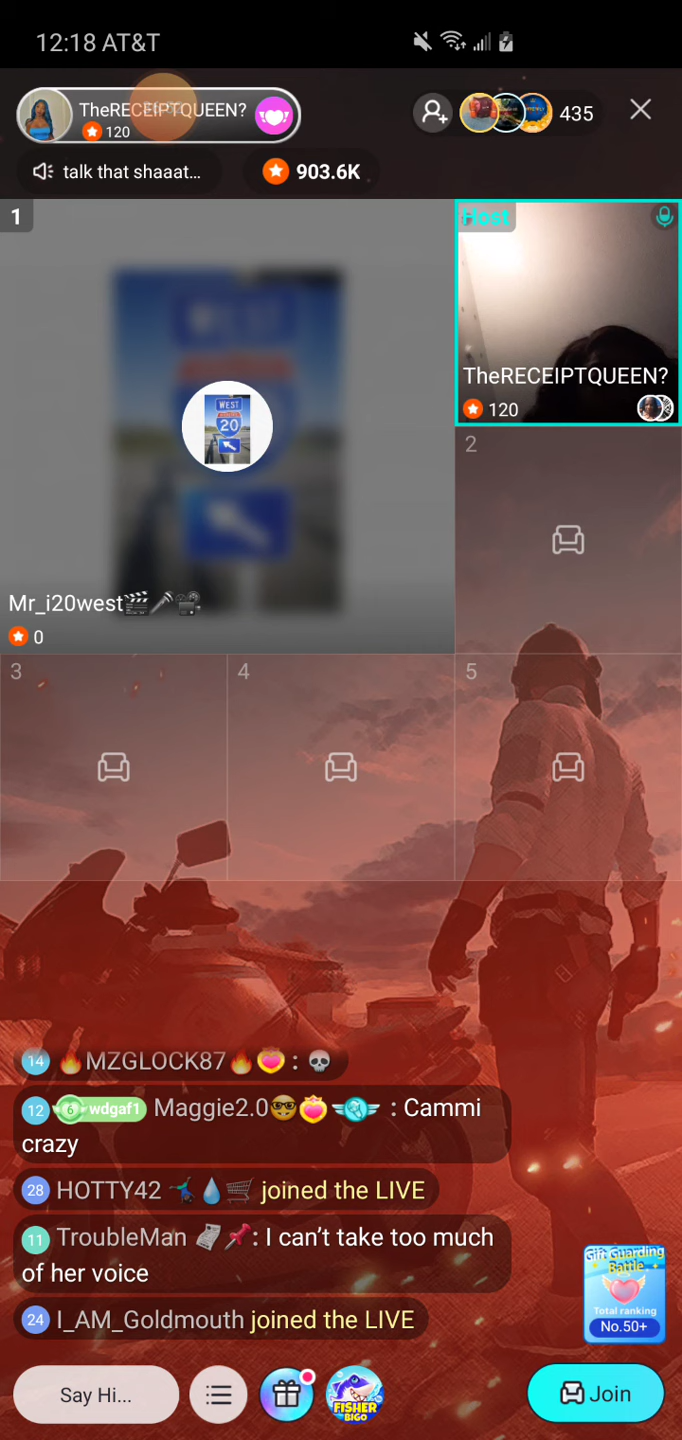 12:18 AT&T
TheRECEIPTQUEEN?
120
435
talk that shaaat...
903.6K
1
WEST
20
Mr_i20west
0
Host
TheRECEIPTQUEEN?
120
2
3
4
5
14 MZGLOCK87 :
12 6 wdgaf1 Maggie2.0 : Cammi
crazy
28 HOTTY42 joined the LIVE
11 TroubleMan : I can’t take too much
of her voice
24 I_AM_Goldmouth joined the LIVE
Gift Guarding
Battle
Total ranking
No.50+
Say Hi...
FISHER
BIGO
Join